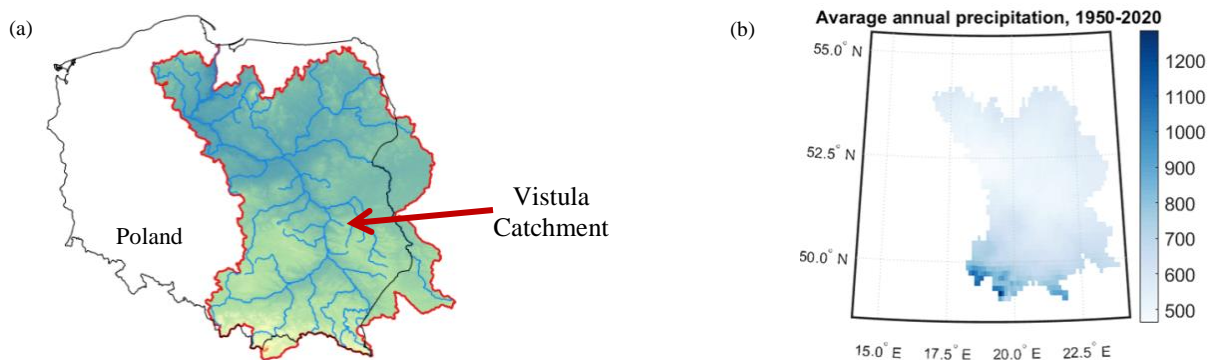 (a)
Poland
Vistula
Catchment
(b)
Avarage annual precipitation, 1950-2020
55.0° N
52.5° N
50.0° N
15.0° E
17.5° E
20.0° E
22.5° E
1200
1100
1000
900
800
700
600
500